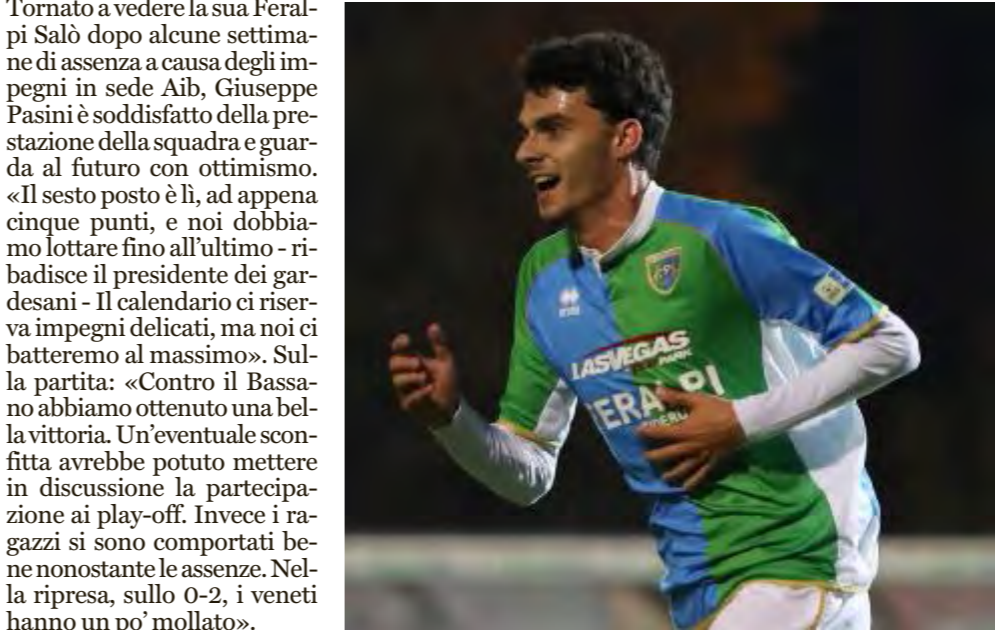 Tornato a vedere la sua Feral-
pi Salò dopo alcune settima-
ne di assenza a causa degli im-
pegni in sede Aib, Giuseppe
Pasini è soddisfatto della pre-
stazione della squadra e guar-
da al futuro con ottimismo.
«Il sesto posto è lì, ad appena
cinque punti, e noi dobbia-
mo lottare fino all'ultimo - ri-
badisce il presidente dei gar-
desani - Il calendario ci riser-
va impegni delicati, ma noi ci
batteremo al massimo». Sul-
la partita: «Contro il Bassa-
no abbiamo ottenuto una bel-
la vittoria. Un'eventuale scon-
fitta avrebbe potuto mettere
in discussione la partecipa-
zione ai play-off. Invece i ra-
gazzi si sono comportati be-
ne nonostante le assenze. Nel-
la ripresa, sullo 0-2, i veneti
hanno un po' mollato».
LASVEGAS
PARK